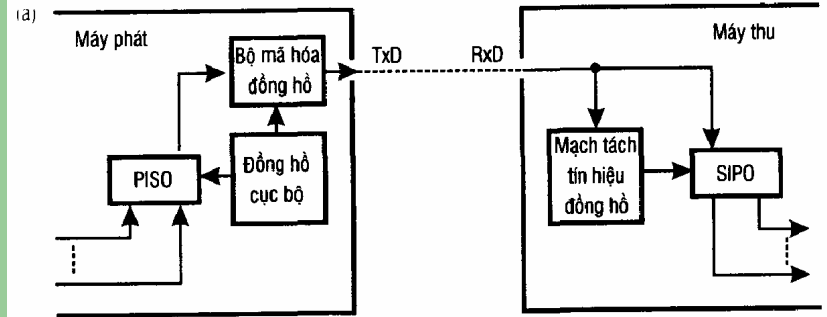 (a)
Máy phát
Bộ mã hóa
đồng hồ
TxD
RxD
Máy thu
PISO
Đồng hồ
cục bộ
Mạch tách
tín hiệu
đồng hồ
SIPO